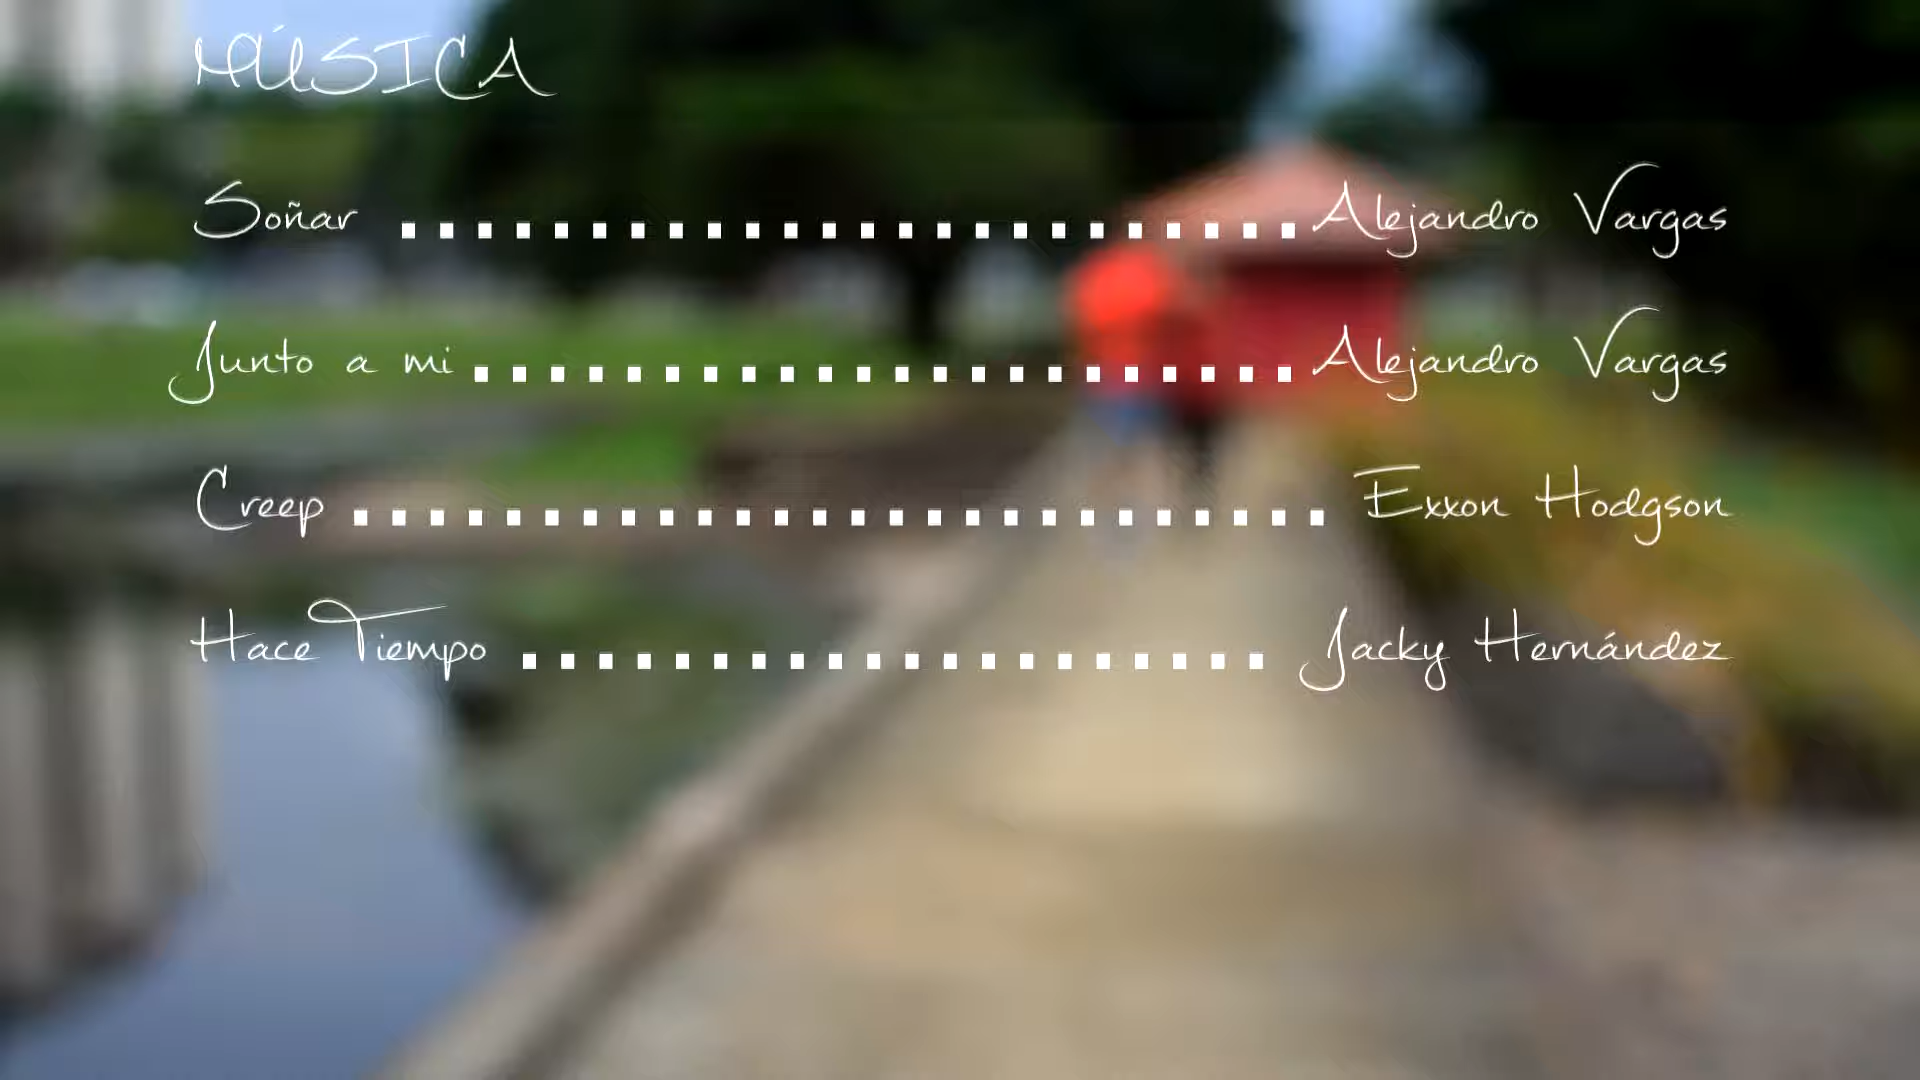 MÚSICA
Soñar ........................ Alejandro Vargas
Junto a mi ...................... Alejandro Vargas
Creep .......................... Exxon Hodgson
Hace Tiempo .................... Jacky Hernández